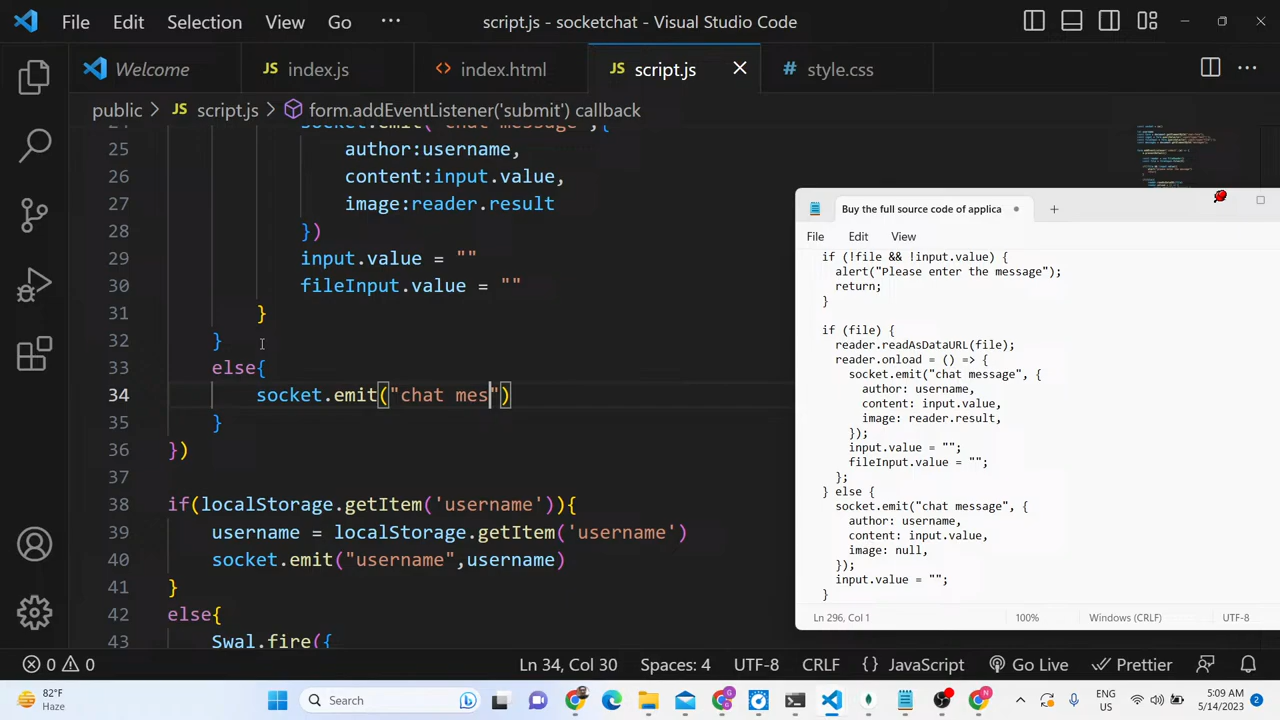 File Edit Selection View Go ··· script.js - socketchat - Visual Studio Code
Welcome JS index.js <> index.html JS script.js style.css ···
public > JS script.js > form.addEventListener('submit') callback
24 socket.emit("chat message",{
25 author:username,
26 content:input.value,
27 image:reader.result
28 })
29 input.value = ""
30 fileInput.value = ""
31 }
32 }
33 else{
34 socket.emit("chat mes")
35 }
36 })
37
38 if(localStorage.getItem('username')){
39 username = localStorage.getItem('username')
40 socket.emit("username",username)
41 }
42 else{
43 Swal.fire({
Buy the full source code of applica
File Edit View
if (!file && !input.value) {
alert("Please enter the message");
return;
}
if (file) {
reader.readAsDataURL(file);
reader.onload = () => {
socket.emit("chat message", {
author: username,
content: input.value,
image: reader.result,
});
input.value = "";
fileInput.value = "";
};
} else {
socket.emit("chat message", {
author: username,
content: input.value,
image: null,
});
input.value = "";
}
Ln 296, Col 1 100% Windows (CRLF) UTF-8
0 0 Ln 34, Col 30 Spaces: 4 UTF-8 CRLF {} JavaScript Go Live Prettier
82°F
Haze
Search
ENG
US
5:09 AM
5/14/2023
2